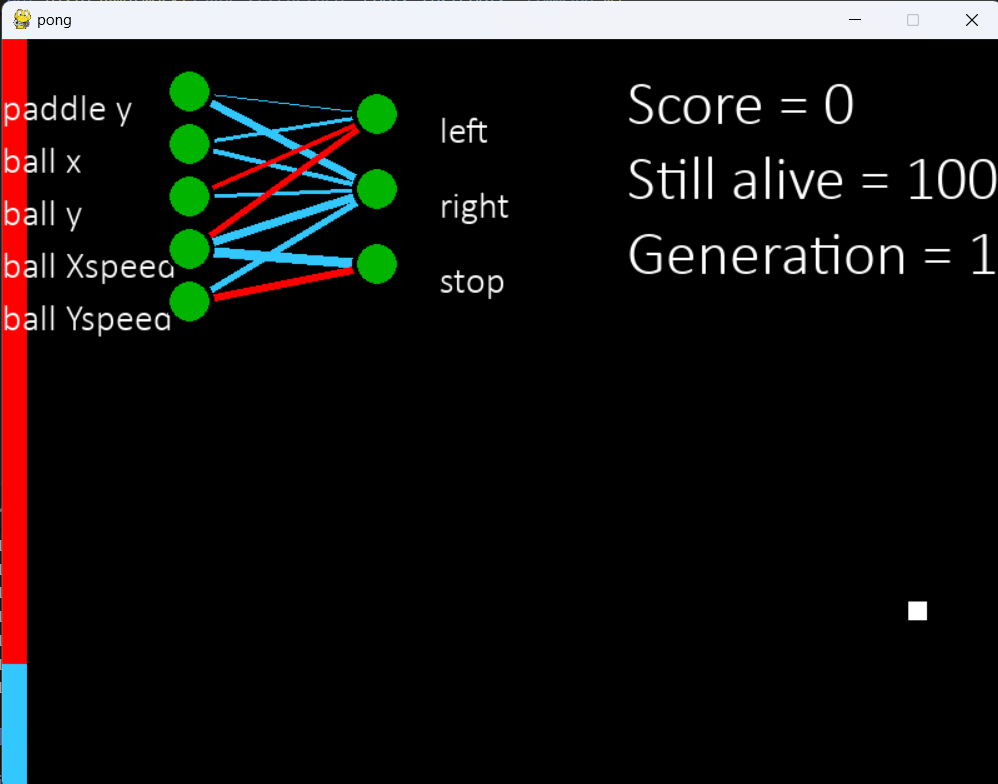 pong
paddle y
ball x
ball y
ball Xspeed
ball Yspeed
left
right
stop
Score = 0
Still alive = 100
Generation = 1